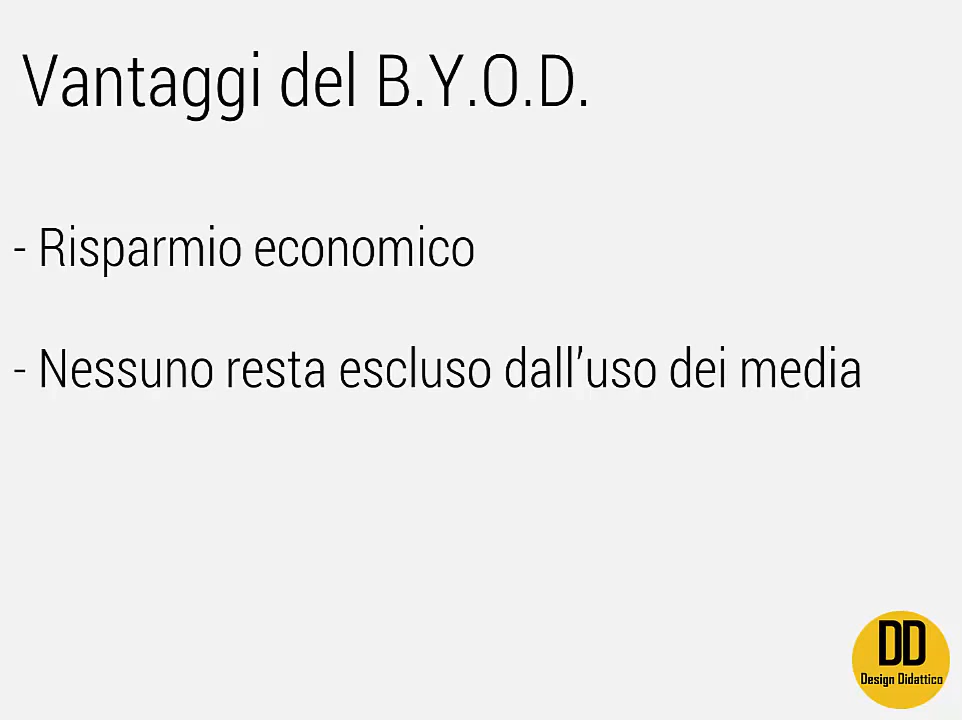 Vantaggi del B.Y.O.D.
- Risparmio economico
- Nessuno resta escluso dall’uso dei media
DD
Design Didattico